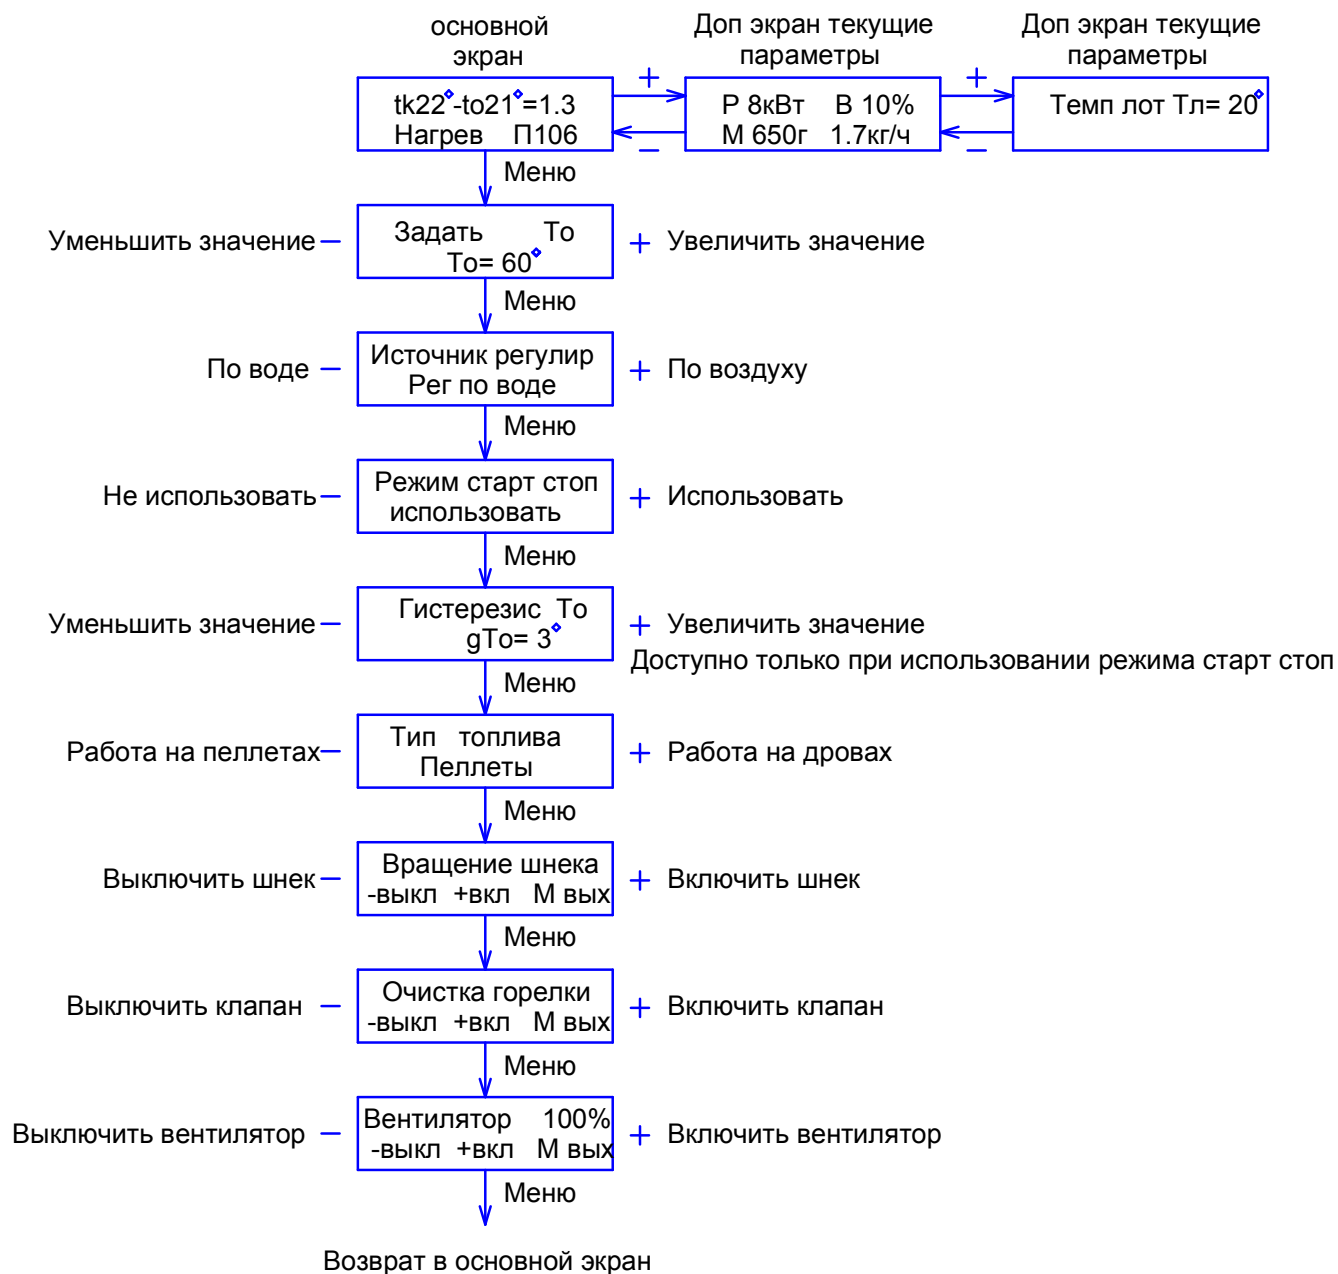 основной
экран
Доп экран текущие
параметры
Доп экран текущие
параметры
tk22°-to21°=1.3
Нагрев П106
+
−
P 8кВт В 10%
М 650г 1.7кг/ч
+
−
Темп лот Тл= 20°
Меню
Уменьшить значение −
Задать То
То= 60°
+ Увеличить значение
Меню
По воде −
Источник регулир
Рег по воде
+ По воздуху
Меню
Не использовать −
Режим старт стоп
использовать
+ Использовать
Меню
Уменьшить значение −
Гистерезис То
gTo= 3°
+ Увеличить значение
Доступно только при использовании режима старт стоп
Меню
Работа на пеллетах −
Тип топлива
Пеллеты
+ Работа на дровах
Меню
Выключить шнек −
Вращение шнека
-выкл +вкл М вых
+ Включить шнек
Меню
Выключить клапан −
Очистка горелки
-выкл +вкл М вых
+ Включить клапан
Меню
Выключить вентилятор −
Вентилятор 100%
-выкл +вкл М вых
+ Включить вентилятор
Меню
Возврат в основной экран